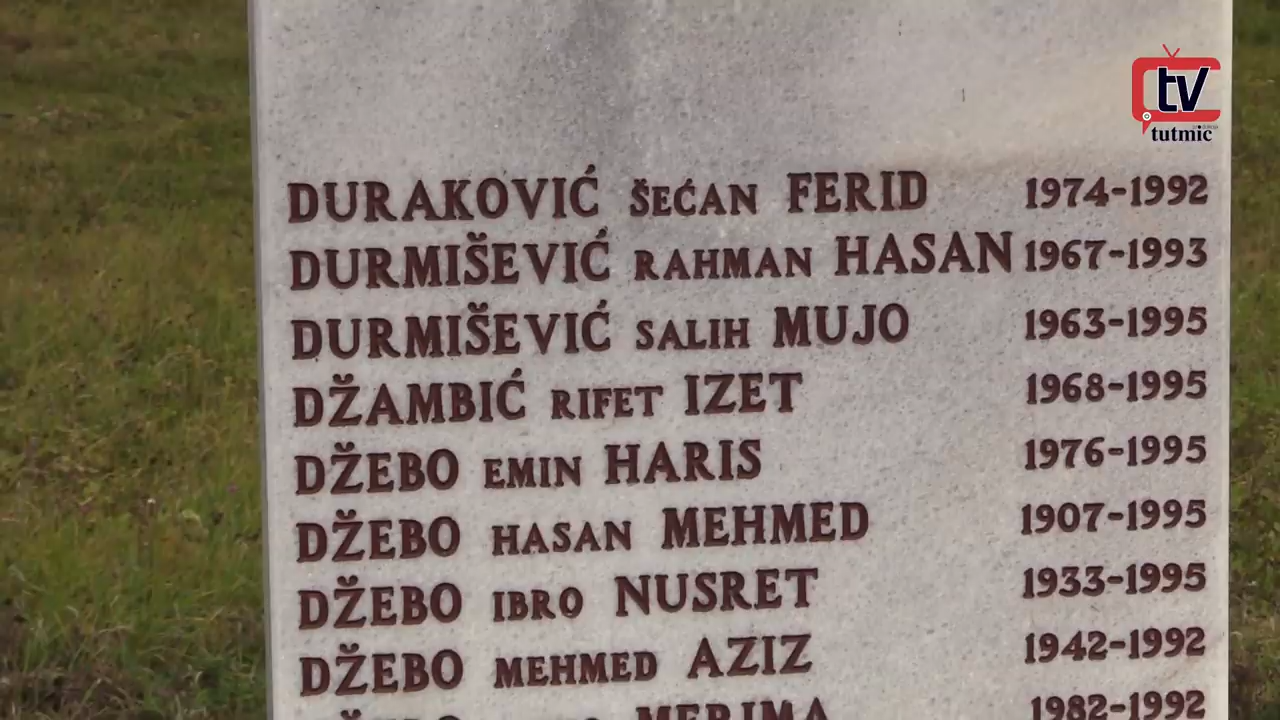 tv
tutmic
DURAKOVIĆ ŠEĆAN FERID 1974-1992
DURMIŠEVIĆ RAHMAN HASAN 1967-1993
DURMIŠEVIĆ SALIH MUJO 1963-1995
DŽAMBIĆ RIFET IZET 1968-1995
DŽEBO EMIN HARIS 1976-1995
DŽEBO HASAN MEHMED 1907-1995
DŽEBO IBRO NUSRET 1933-1995
DŽEBO MEHMED AZIZ 1942-1992
DŽEBO MERIMA 1982-1992